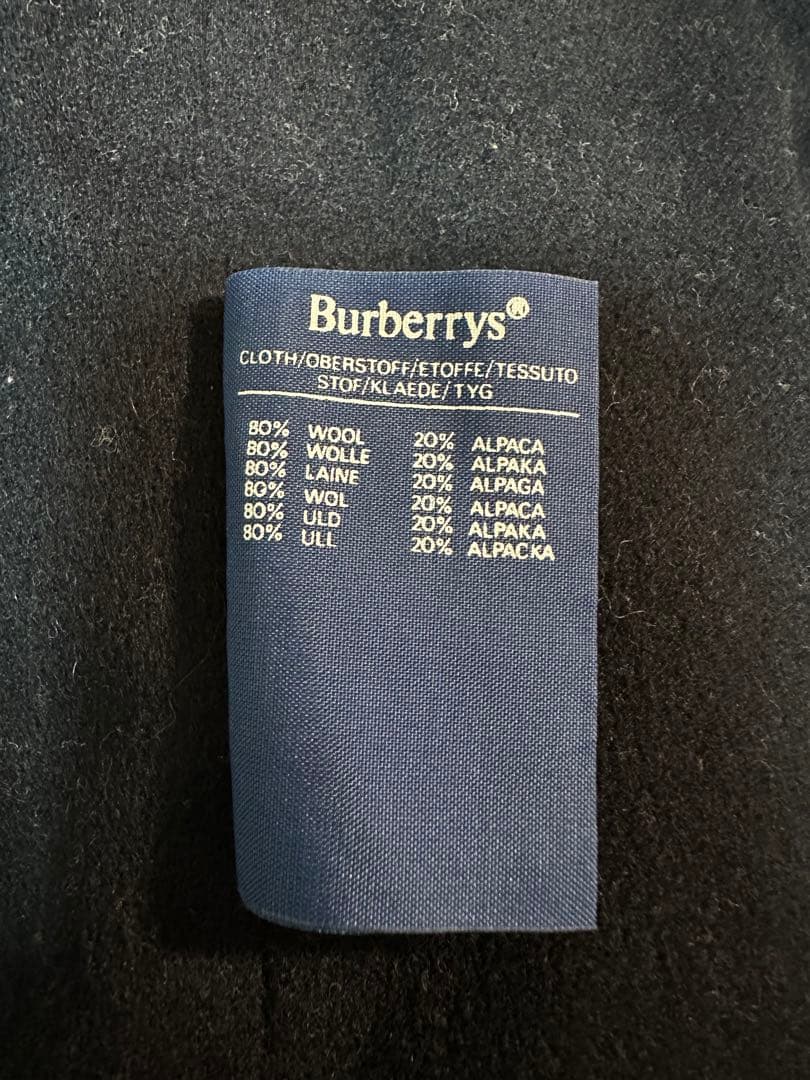 Burberrys®
CLOTH/OBERSTOFF/ETOFFE/TESSUTO
STOF/KLAEDE/TYG
80% WOOL 20% ALPACA
80% WOLLE 20% ALPAKA
80% LAINE 20% ALPAGA
80% WOL 20% ALPACA
80% ULD 20% ALPAKA
80% ULL 20% ALPACKA